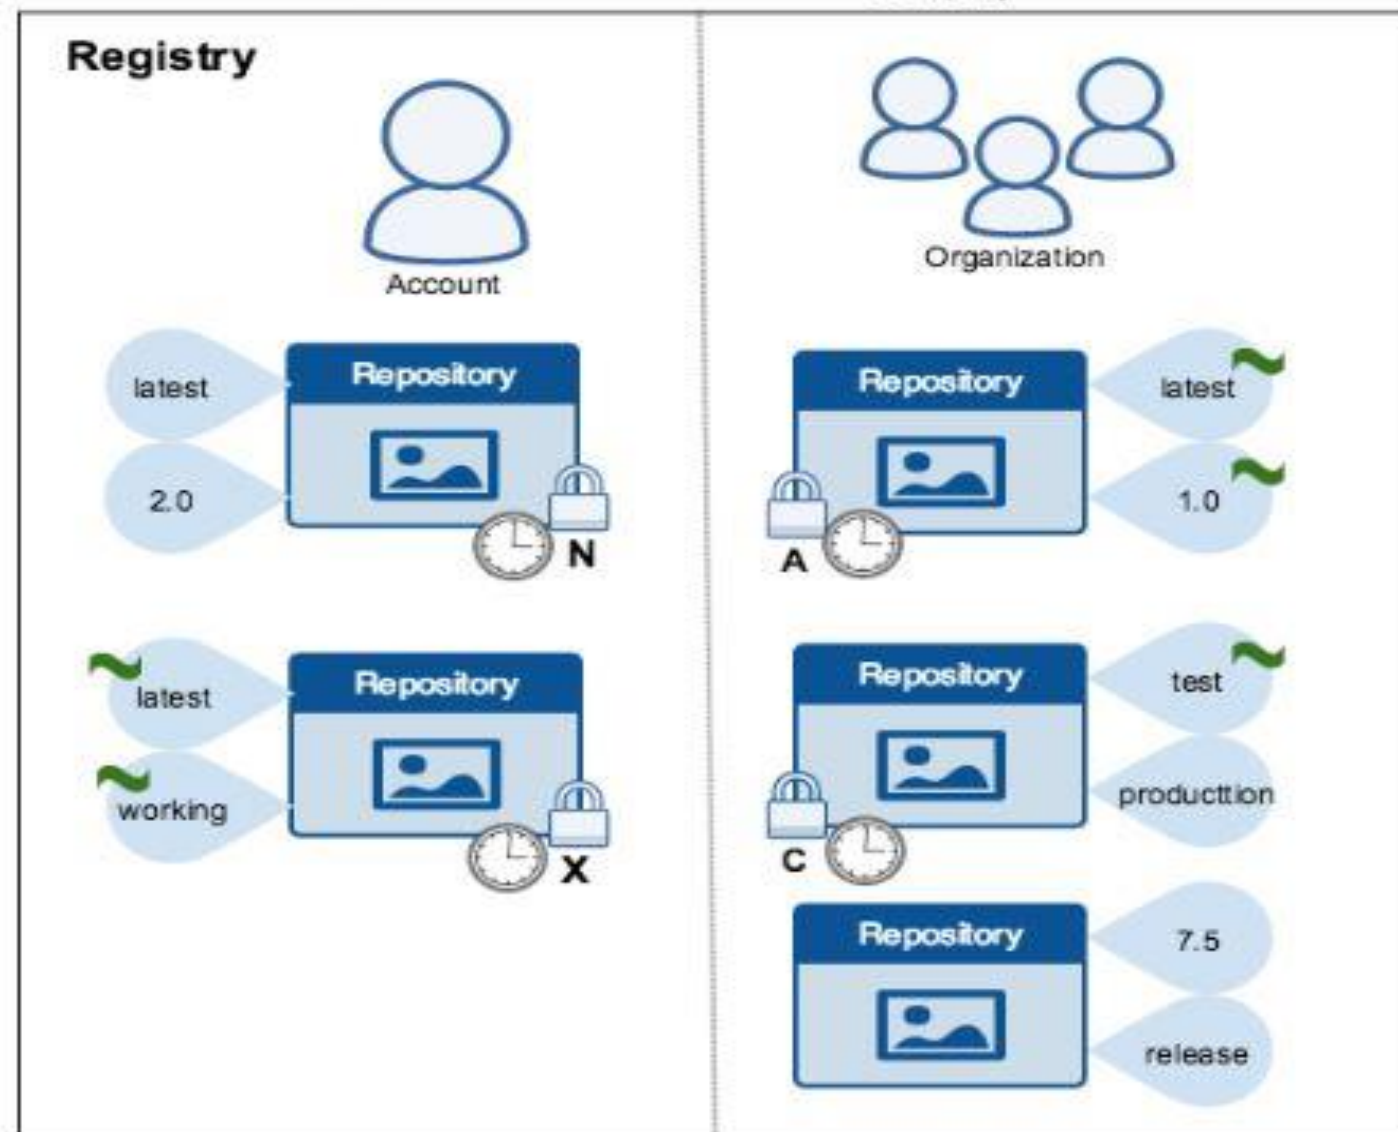 Registry
Account
Organization
latest
Repository
2.0
N
Repository
latest
1.0
A
latest
Repository
working
X
Repository
test
producttion
C
Repository
7.5
release